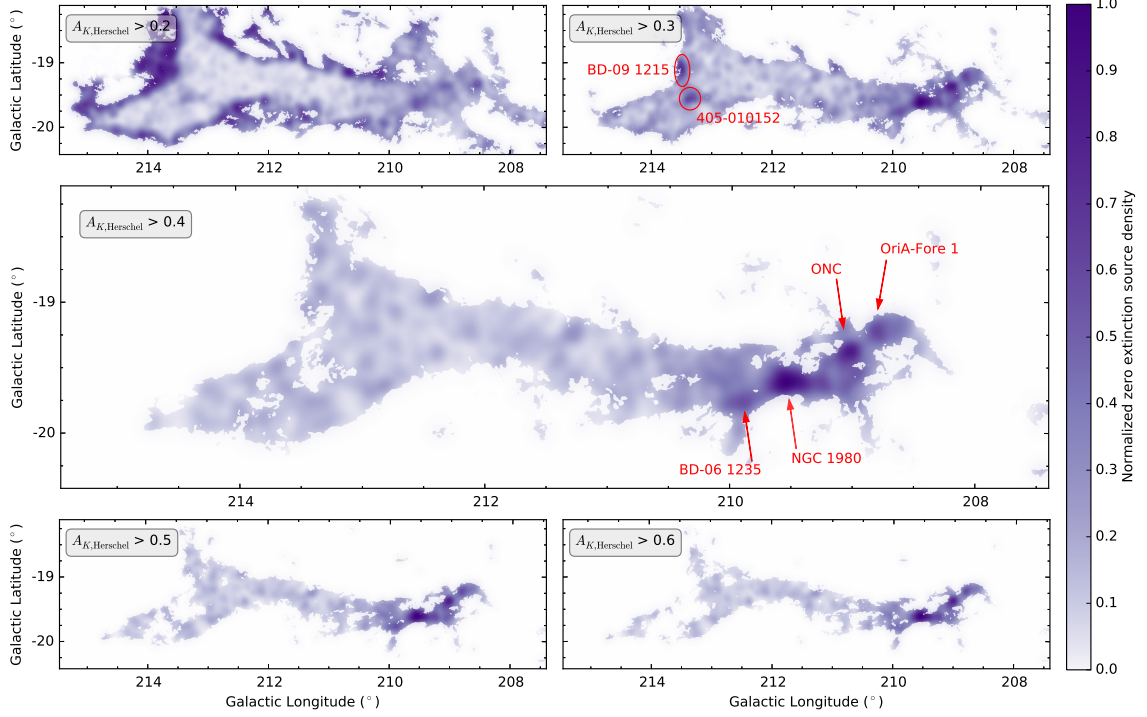 A_{K,Herschel} > 0.2
Galactic Latitude (°)
-19
-20
214
212
210
208
A_{K,Herschel} > 0.3
BD-09 1215
405-010152
214
212
210
208
A_{K,Herschel} > 0.4
Galactic Latitude (°)
-19
-20
OriA-Fore 1
ONC
BD-06 1235
NGC 1980
214
212
210
208
A_{K,Herschel} > 0.5
Galactic Latitude (°)
-19
-20
214
212
210
208
Galactic Longitude (°)
A_{K,Herschel} > 0.6
214
212
210
208
Galactic Longitude (°)
1.0
0.9
0.8
0.7
0.6
0.5
0.4
0.3
0.2
0.1
0.0
Normalized zero extinction source density